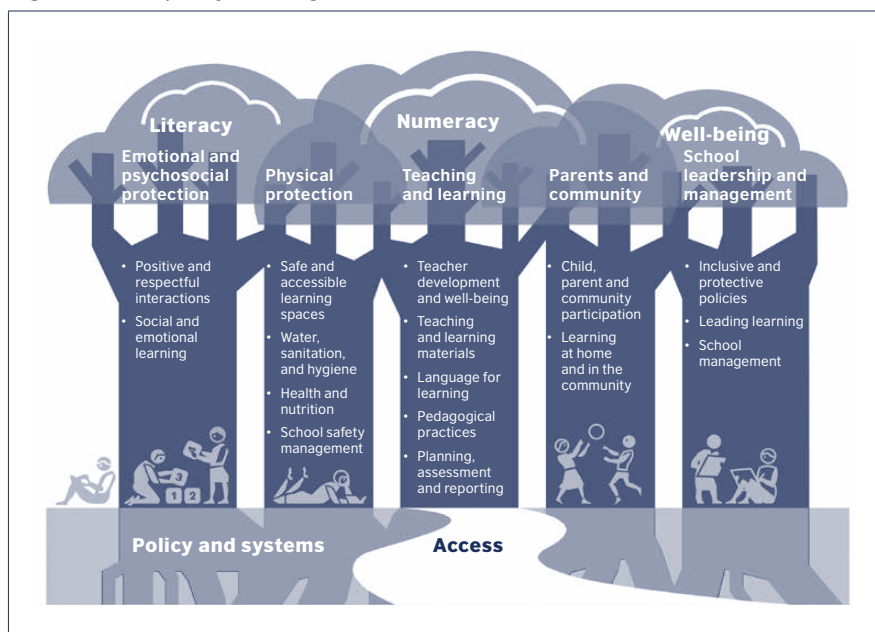 Literacy
Numeracy
Well-being
Emotional and
psychosocial
protection
Physical
protection
Teaching
and learning
Parents and
community
School
leadership and
management
• Positive and
respectful
interactions
• Social and
emotional
learning
• Safe and
accessible
learning
spaces
• Water,
sanitation,
and hygiene
• Health and
nutrition
• School safety
management
• Teacher
development
and well-being
• Teaching
and learning
materials
• Language for
learning
• Pedagogical
practices
• Planning,
assessment
and reporting
• Child,
parent and
community
participation
• Learning
at home
and in the
community
• Inclusive and
protective
policies
• Leading learning
• School
management
3
1 2
Policy and systems
Access